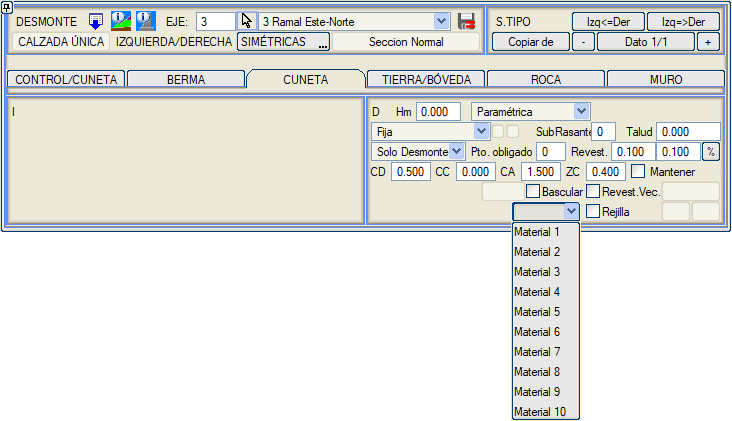 DESMONTE EJE: 3 3 Ramal Este-Norte S.TIPO Izq<=Der Izq=>Der
CALZADA ÚNICA IZQUIERDA/DERECHA SIMÉTRICAS ... Seccion Normal Copiar de - Dato 1/1 +
CONTROL/CUNETA BERMA CUNETA TIERRA/BÓVEDA ROCA MURO
I D Hm 0.000 Paramétrica
Fija SubRasante 0 Talud 0.000
Solo Desmonte Pto. obligado 0 Revest. 0.100 0.100 %
CD 0.500 CC 0.000 CA 1.500 ZC 0.400 Mantener
Bascular Revest.Vec.
Rejilla
Material 1
Material 2
Material 3
Material 4
Material 5
Material 6
Material 7
Material 8
Material 9
Material 10